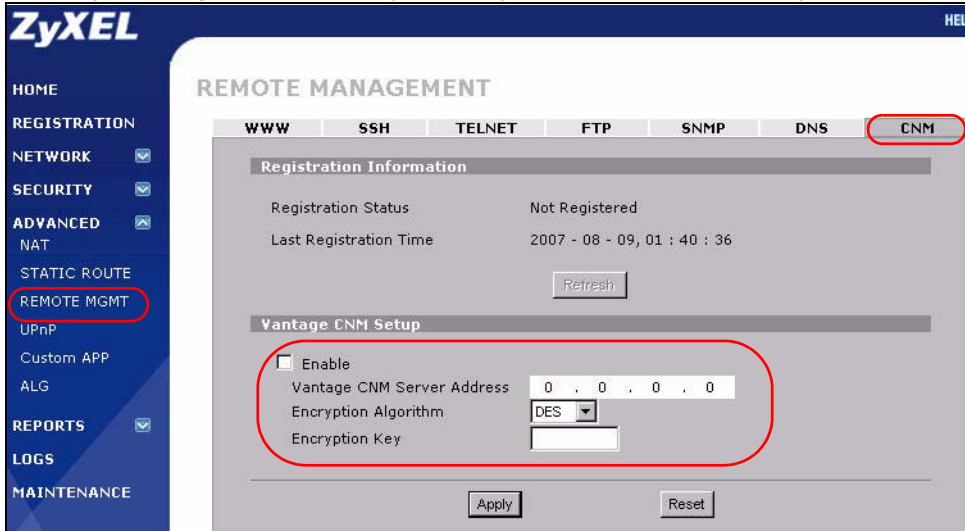 ZyXEL
HEL
HOME
REGISTRATION
NETWORK
SECURITY
ADVANCED
NAT
STATIC ROUTE
REMOTE MGMT
UPnP
Custom APP
ALG
REPORTS
LOGS
MAINTENANCE
REMOTE MANAGEMENT
WWW SSH TELNET FTP SNMP DNS CNM
Registration Information
Registration Status Not Registered
Last Registration Time 2007 - 08 - 09, 01 : 40 : 36
Refresh
Vantage CNM Setup
Enable
Vantage CNM Server Address 0 . 0 . 0 . 0
Encryption Algorithm DES
Encryption Key
Apply Reset